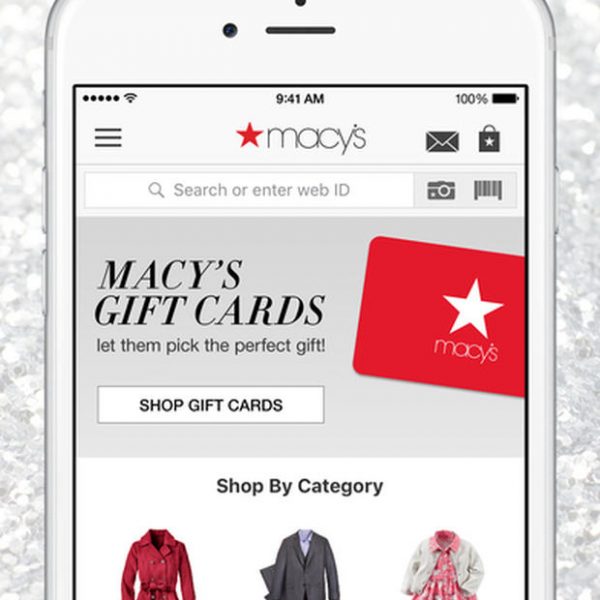 9:41 AM
100%
macy's
Search or enter web ID
MACY'S
GIFT CARDS
let them pick the perfect gift!
macy's
SHOP GIFT CARDS
Shop By Category